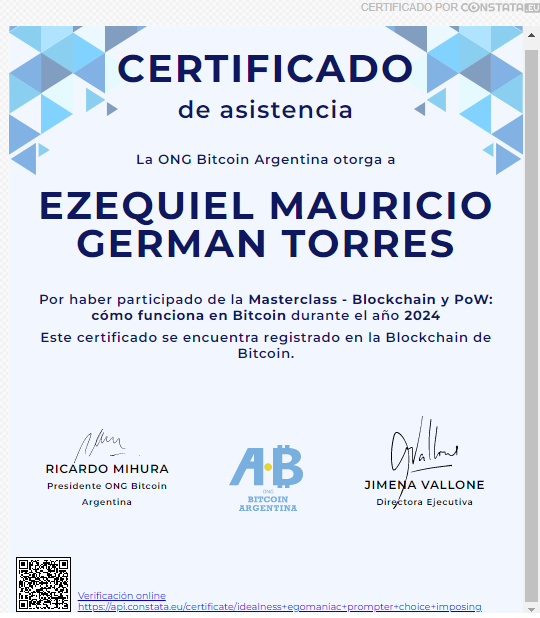 CERTIFICADO POR CONSTATA.EU
CERTIFICADO
de asistencia
La ONG Bitcoin Argentina otorga a
EZEQUIEL MAURICIO
GERMAN TORRES
Por haber participado de la Masterclass - Blockchain y PoW:
cómo funciona en Bitcoin durante el año 2024
Este certificado se encuentra registrado en la Blockchain de
Bitcoin.
RICARDO MIHURA
Presidente ONG Bitcoin
Argentina
A·B
ONG
BITCOIN
ARGENTINA
JIMENA VALLONE
Directora Ejecutiva
Verificación online
https://api.constata.eu/certificate/idealness+egomaniac+prompter+choice+imposing